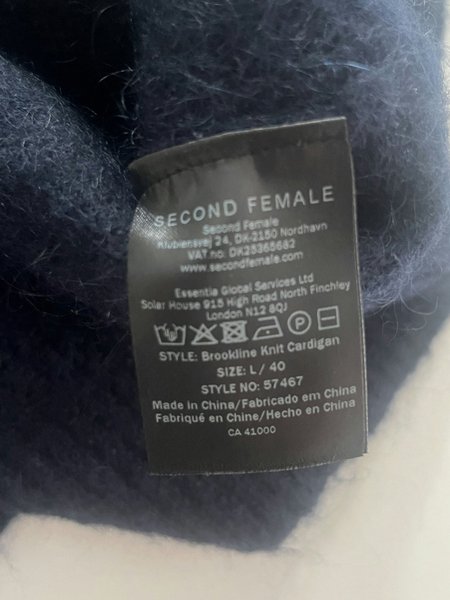 SECOND FEMALE
Second Female
Klubiensvej 24, DK-2150 Nordhavn
VAT no. DK25365682
www.secondfemale.com
Essentia Global Services Ltd
Solar House 915 High Road North Finchley
London N12 8QJ
P
STYLE: Brookline Knit Cardigan
SIZE: L / 40
STYLE NO: 57467
Made in China/Fabricado em China
Fabriqué en Chine/Hecho en China
CA 41000